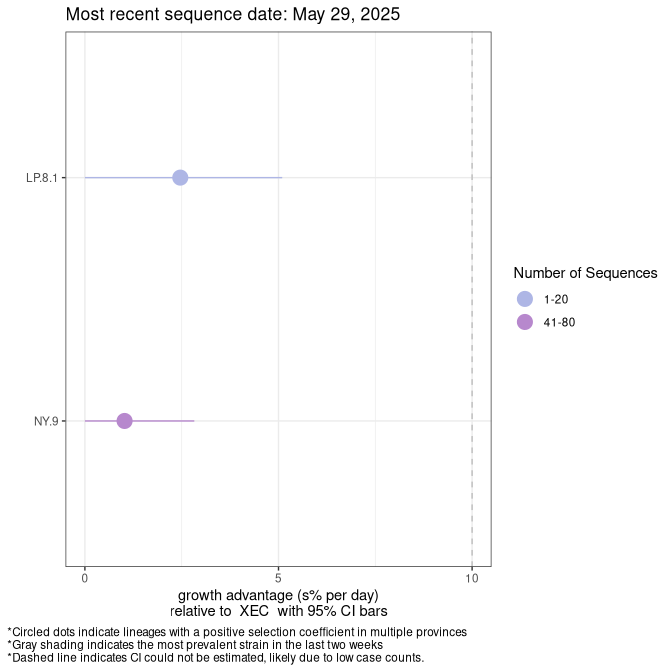 Most recent sequence date: May 29, 2025
LP.8.1
NY.9
Number of Sequences
1-20
41-80
0 5 10
growth advantage (s% per day)
relative to XEC with 95% CI bars
*Circled dots indicate lineages with a positive selection coefficient in multiple provinces
*Gray shading indicates the most prevalent strain in the last two weeks
*Dashed line indicates CI could not be estimated, likely due to low case counts.